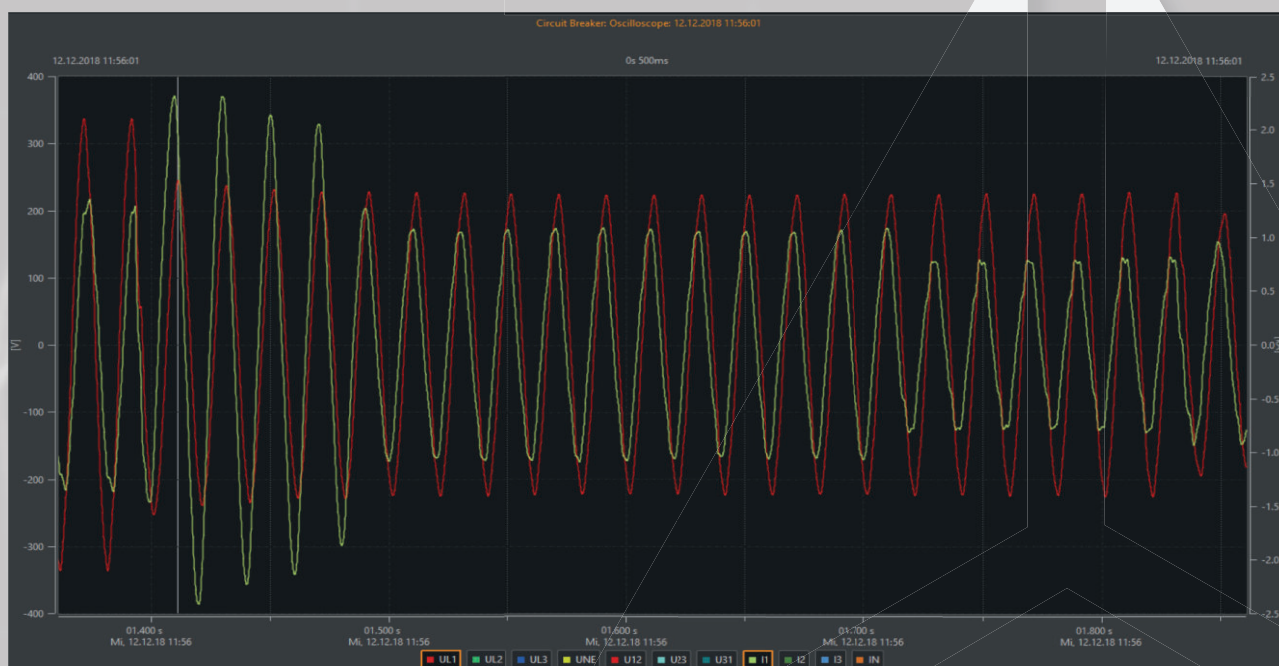 Circuit Breaker: Oscilloscope: 12.12.2018 11:56:01
12.12.2018 11:56:01 0s 500ms 12.12.2018 11:56:01
400 2.5
300 2.0
200 1.5
100 1.0
0.5
[V] 0 0.0
-100 -0.5
-200 -1.0
-300 -1.5
-400 -2.0
-2.5
01.400 s 01.500 s 01.600 s 01.700 s 01.800 s
Mi, 12.12.18 11:56 Mi, 12.12.18 11:56 Mi, 12.12.18 11:56 Mi, 12.12.18 11:56 Mi, 12.12.18 11:56
UL1 UL2 UL3 UNE U12 U23 U31 I1 I2 I3 IN